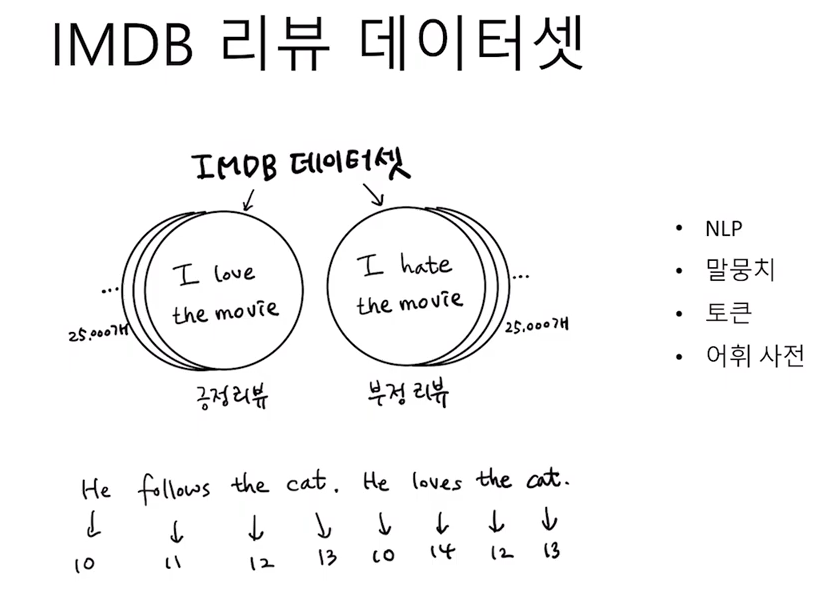 IMDB 리뷰 데이터셋
IMDB 데이터셋
I love
the movie
...
25,000개
긍정리뷰
I hate
the movie
...
25,000개
부정리뷰
• NLP
• 말뭉치
• 토큰
• 어휘 사전
He follows the cat. He loves the cat.
10 11 12 13 10 14 12 13